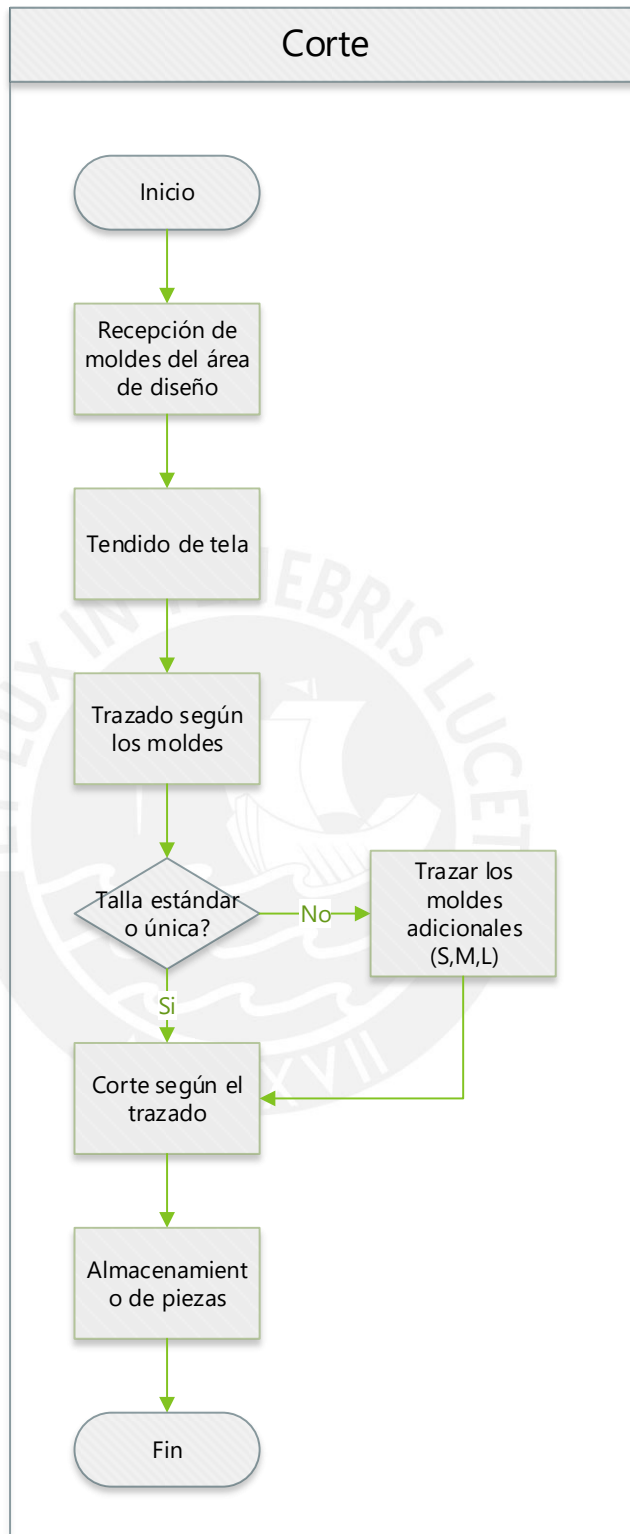 Corte
Inicio
Recepción de
moldes del área
de diseño
Tendido de tela
Trazado según
los moldes
Talla estándar
o única?
No
Trazar los
moldes
adicionales
(S,M,L)
Si
Corte según el
trazado
Almacenamient
o de piezas
Fin